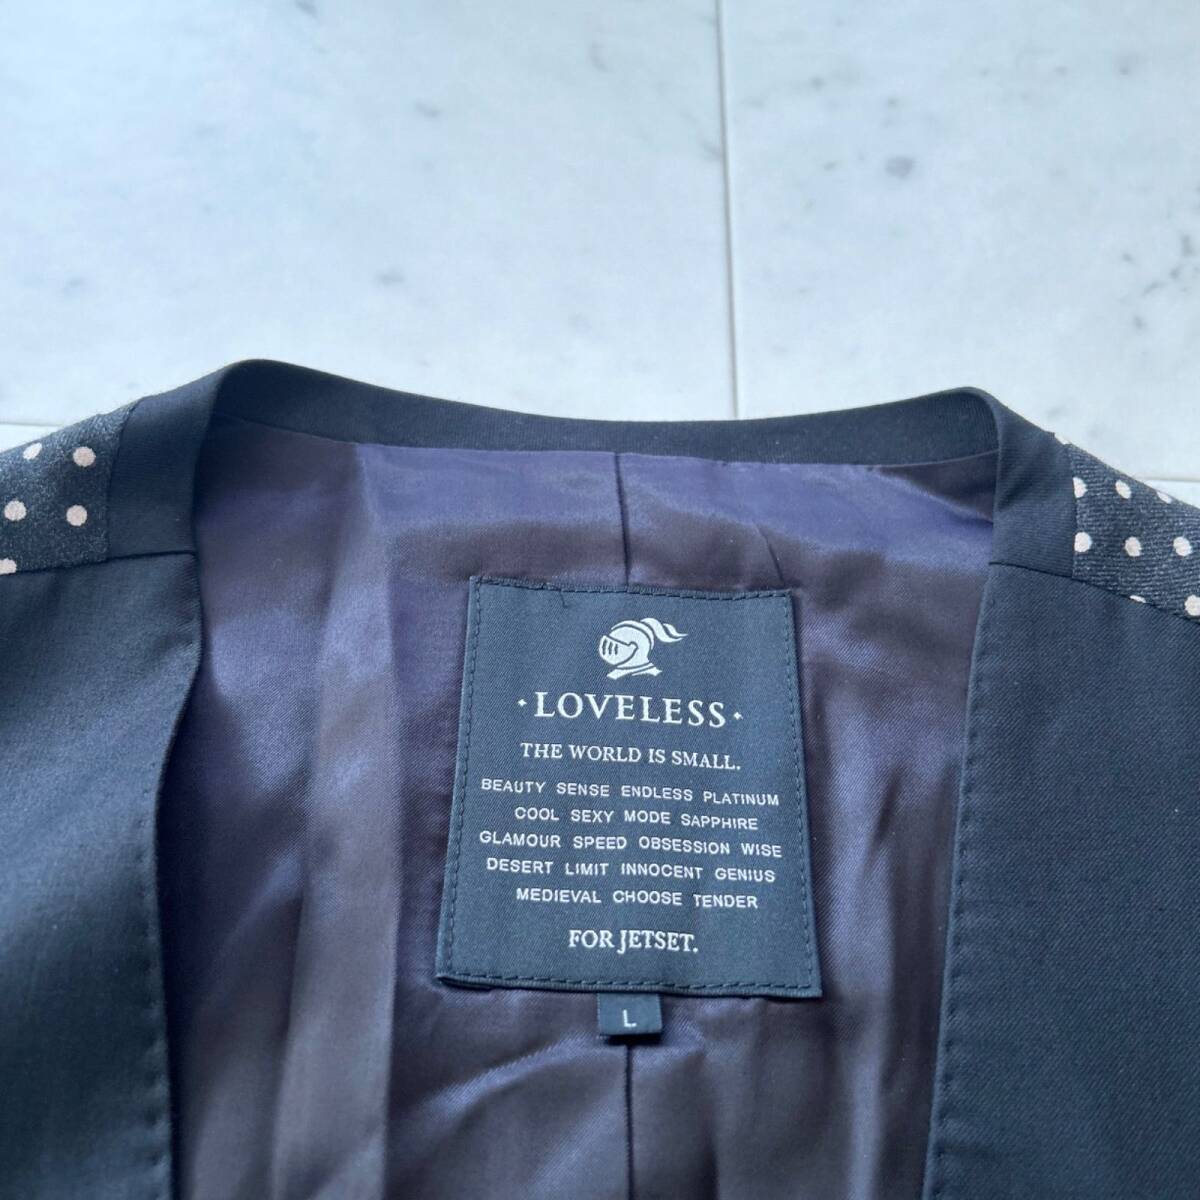 ·LOVELESS·
THE WORLD IS SMALL.
BEAUTY SENSE ENDLESS PLATINUM
COOL SEXY MODE SAPPHIRE
GLAMOUR SPEED OBSESSION WISE
DESERT LIMIT INNOCENT GENIUS
MEDIEVAL CHOOSE TENDER
FOR JETSET.
L